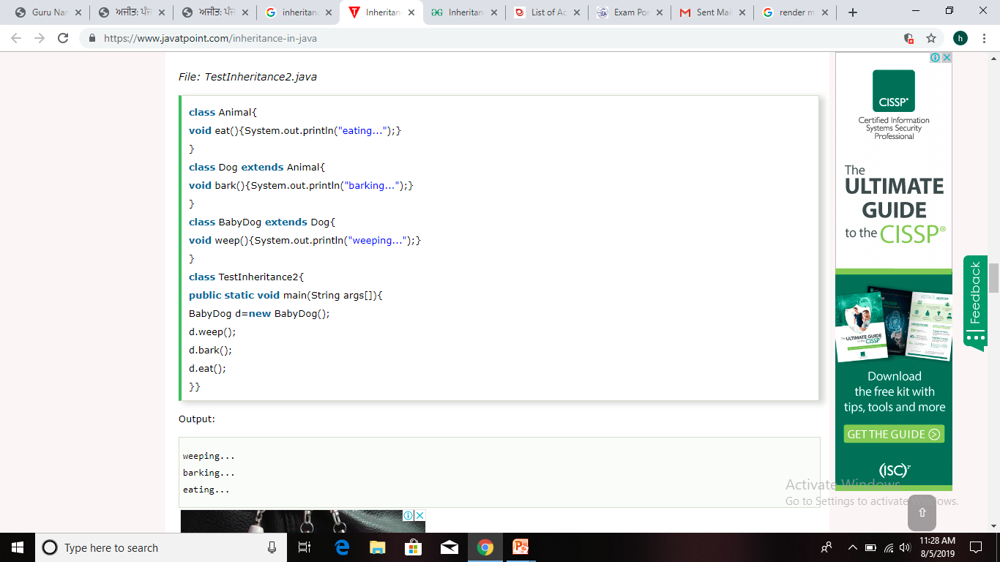 Guru Nan
ਅਜੀਤ: ਪੰਜ
ਅਜੀਤ: ਪੰਜ
inheritanc
Inheritan
Inheritan
List of Ac
Exam Por
Sent Mail
render m
https://www.javatpoint.com/inheritance-in-java
h
File: TestInheritance2.java
class Animal{
void eat(){System.out.println("eating...");}
}
class Dog extends Animal{
void bark(){System.out.println("barking...");}
}
class BabyDog extends Dog{
void weep(){System.out.println("weeping...");}
}
class TestInheritance2{
public static void main(String args[]){
BabyDog d=new BabyDog();
d.weep();
d.bark();
d.eat();
}}
Output:
weeping...
barking...
eating...
CISSP®
Certified Information
Systems Security
Professional
The
ULTIMATE
GUIDE
to the CISSP®
ULTIMATE GUIDE
Download
the free kit with
tips, tools and more
GET THE GUIDE
(ISC)²
Feedback
Activate Windows
Go to Settings to activate Windows.
Type here to search
11:28 AM
8/5/2019